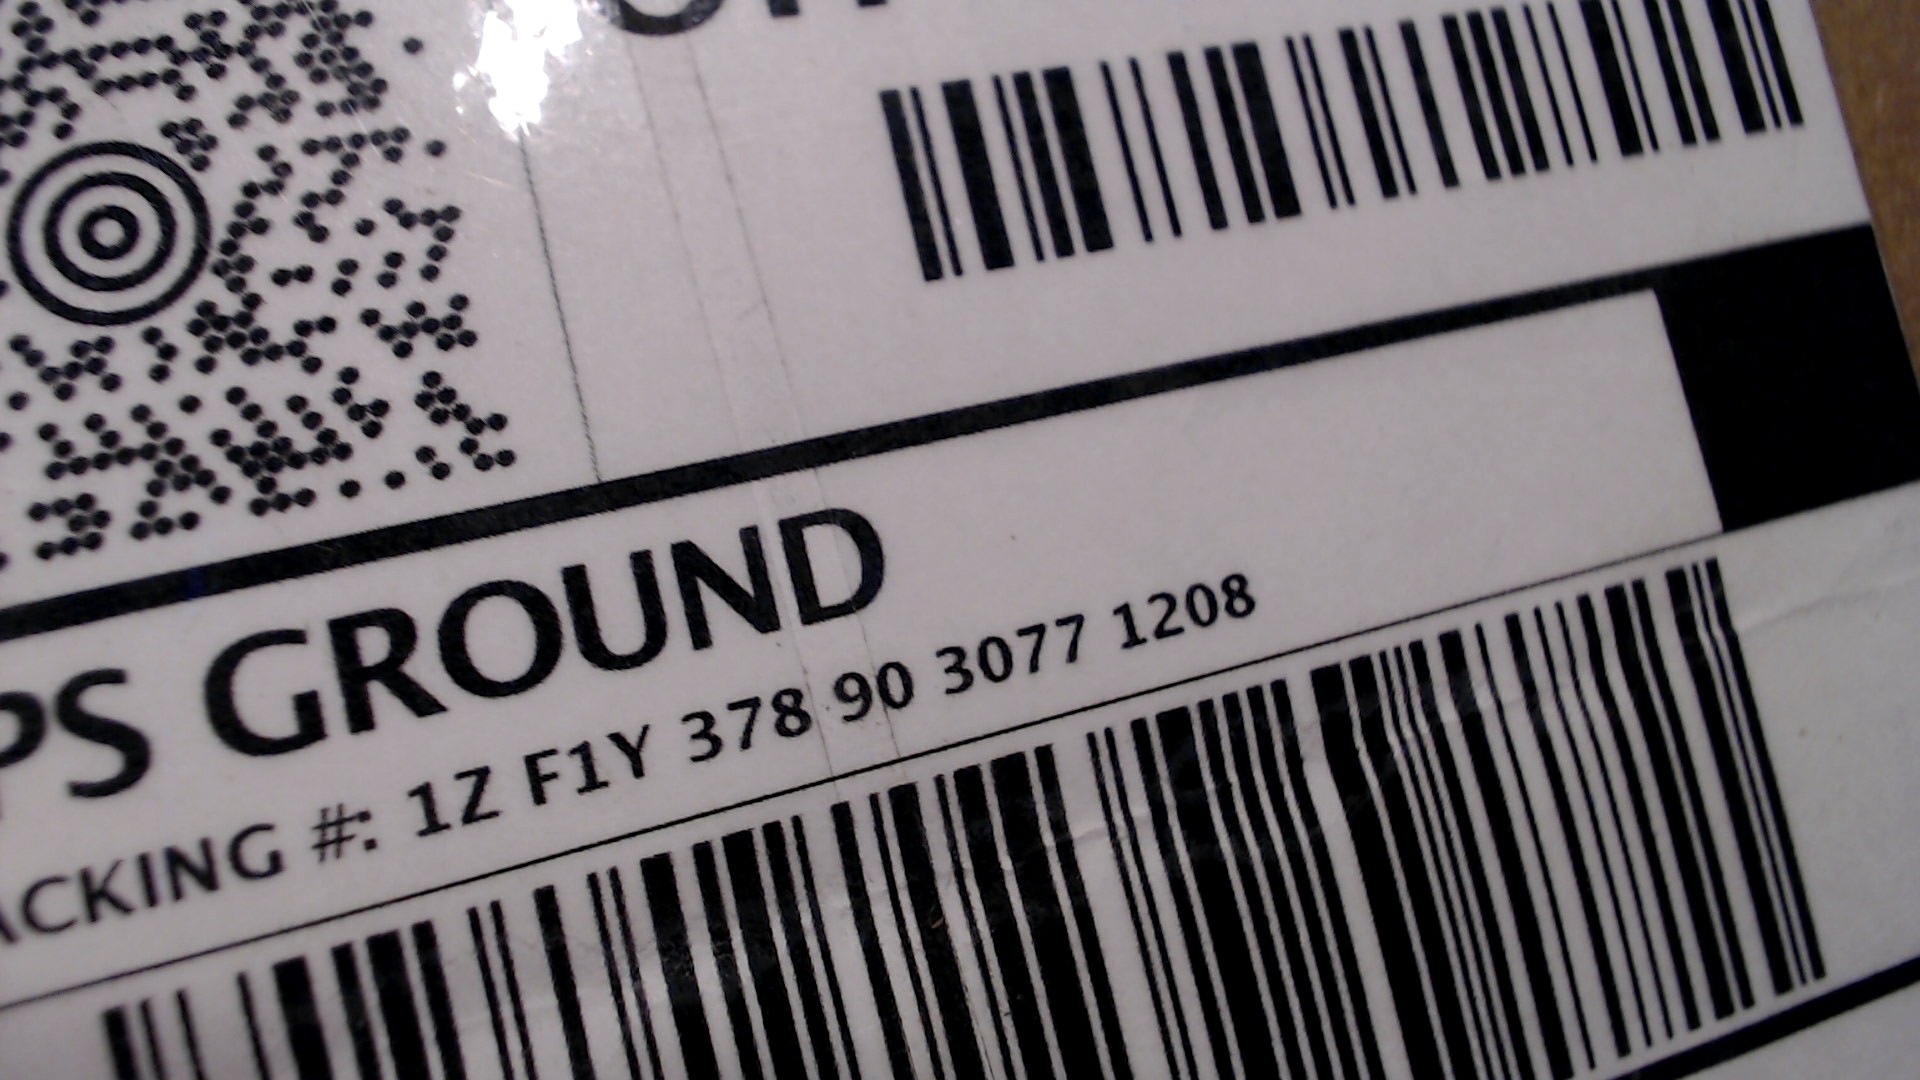 PS GROUND
ACKING #: 1Z F1Y 378 90 3077 1208